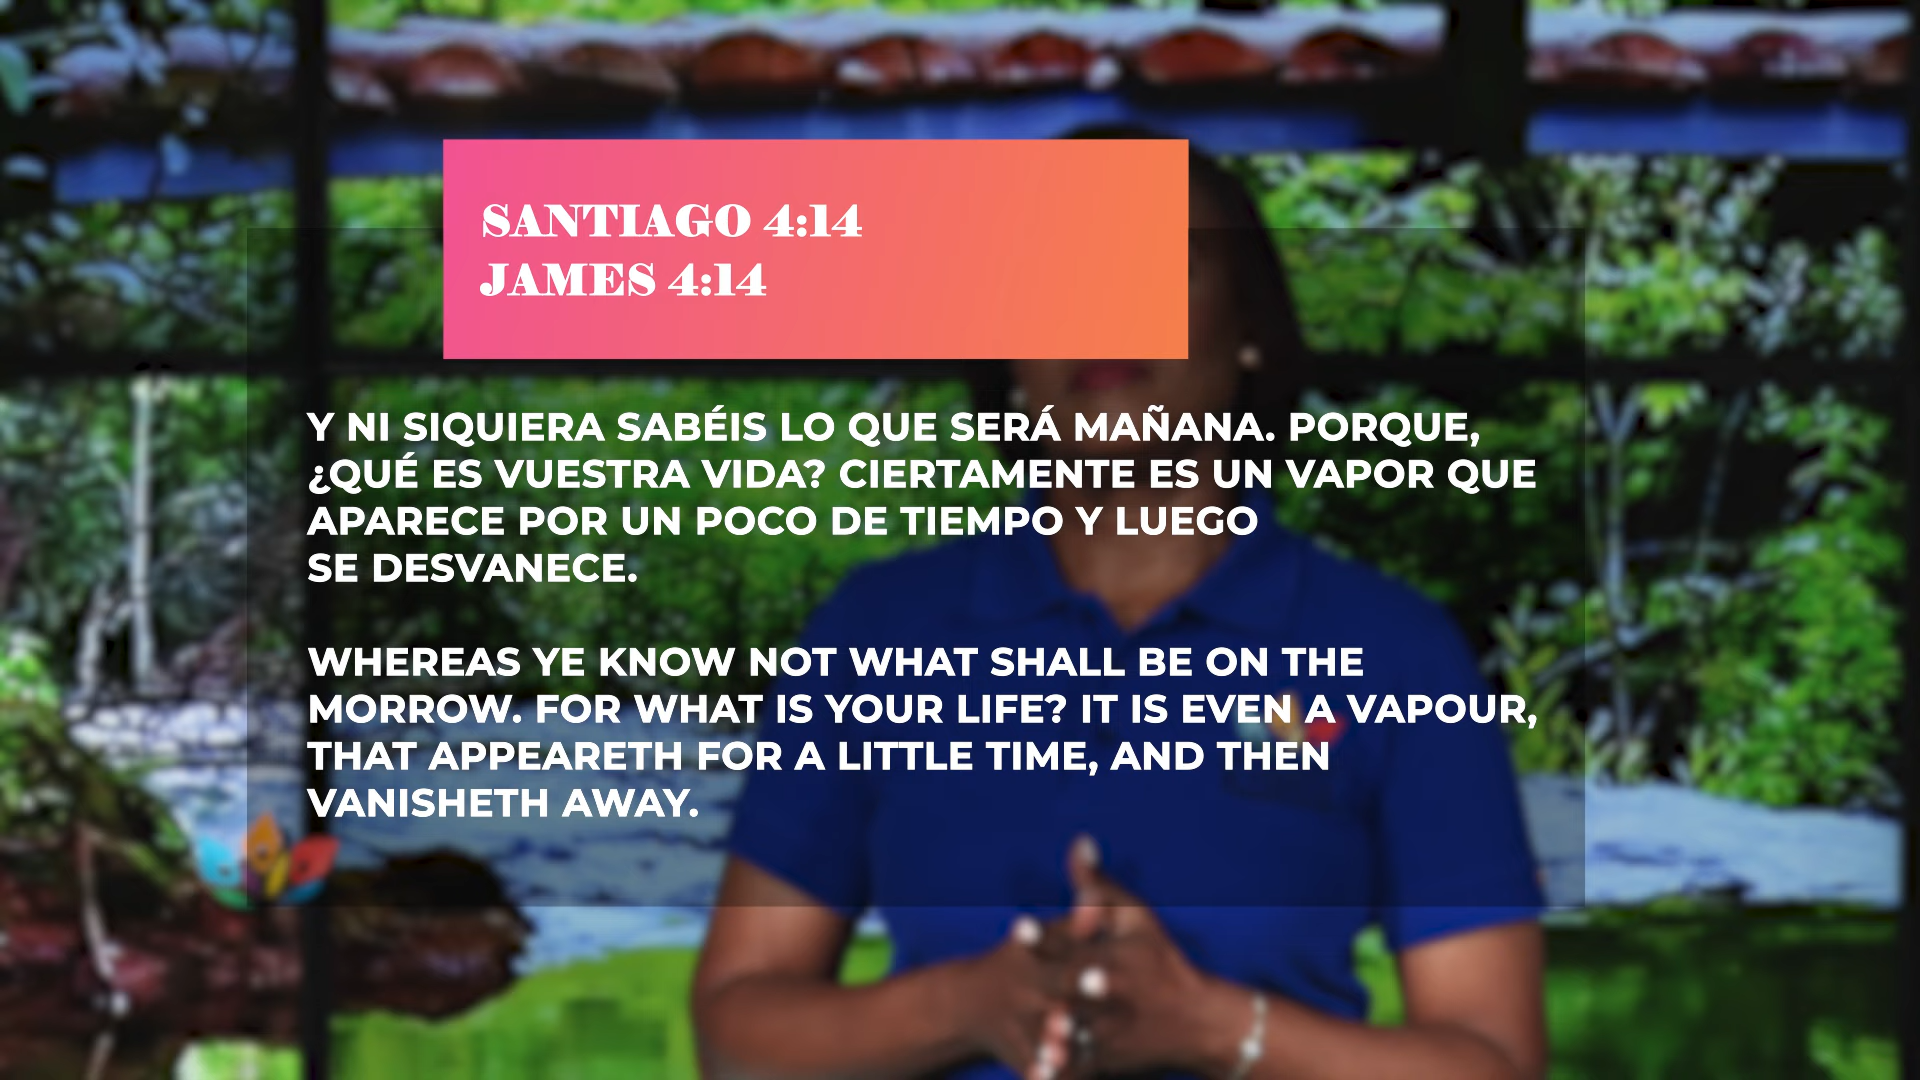 SANTIAGO 4:14
JAMES 4:14
Y NI SIQUIERA SABÉIS LO QUE SERÁ MAÑANA. PORQUE,
¿QUÉ ES VUESTRA VIDA? CIERTAMENTE ES UN VAPOR QUE
APARECE POR UN POCO DE TIEMPO Y LUEGO
SE DESVANECE.
WHEREAS YE KNOW NOT WHAT SHALL BE ON THE
MORROW. FOR WHAT IS YOUR LIFE? IT IS EVEN A VAPOUR,
THAT APPEARETH FOR A LITTLE TIME, AND THEN
VANISHETH AWAY.